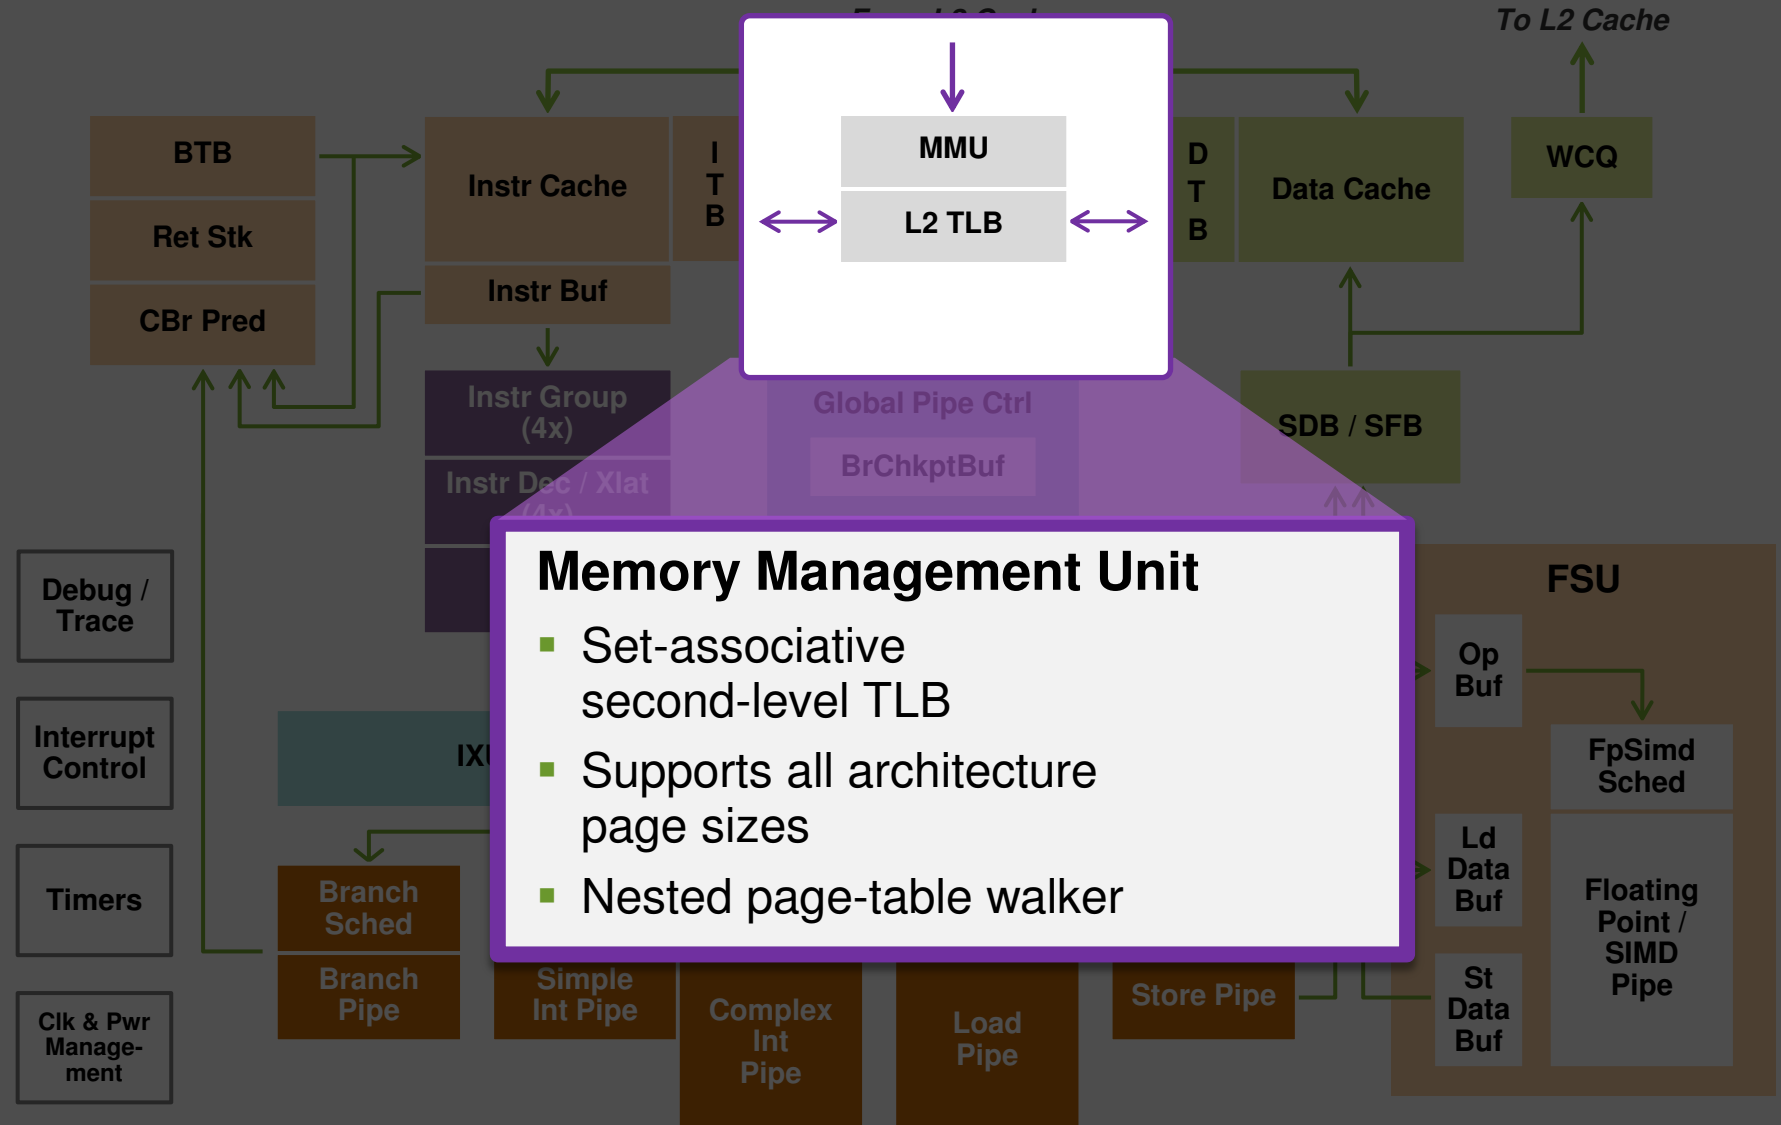 To L2 Cache
BTB
Ret Stk
CBr Pred
Instr Cache
I
T
B
Instr Buf
MMU
L2 TLB
D
T
B
Data Cache
WCQ
Instr Group
(4x)
Instr Dec / Xlat
(4x)
Global Pipe Ctrl
BrChkptBuf
SDB / SFB
Memory Management Unit
▪ Set-associative
second-level TLB
▪ Supports all architecture
page sizes
▪ Nested page-table walker
Debug /
Trace
Interrupt
Control
Timers
Clk & Pwr
Manage-
ment
Branch
Sched
Branch
Pipe
Simple
Int Pipe
Complex
Int
Pipe
Load
Pipe
Store Pipe
FSU
Op
Buf
FpSimd
Sched
Ld
Data
Buf
St
Data
Buf
Floating
Point /
SIMD
Pipe